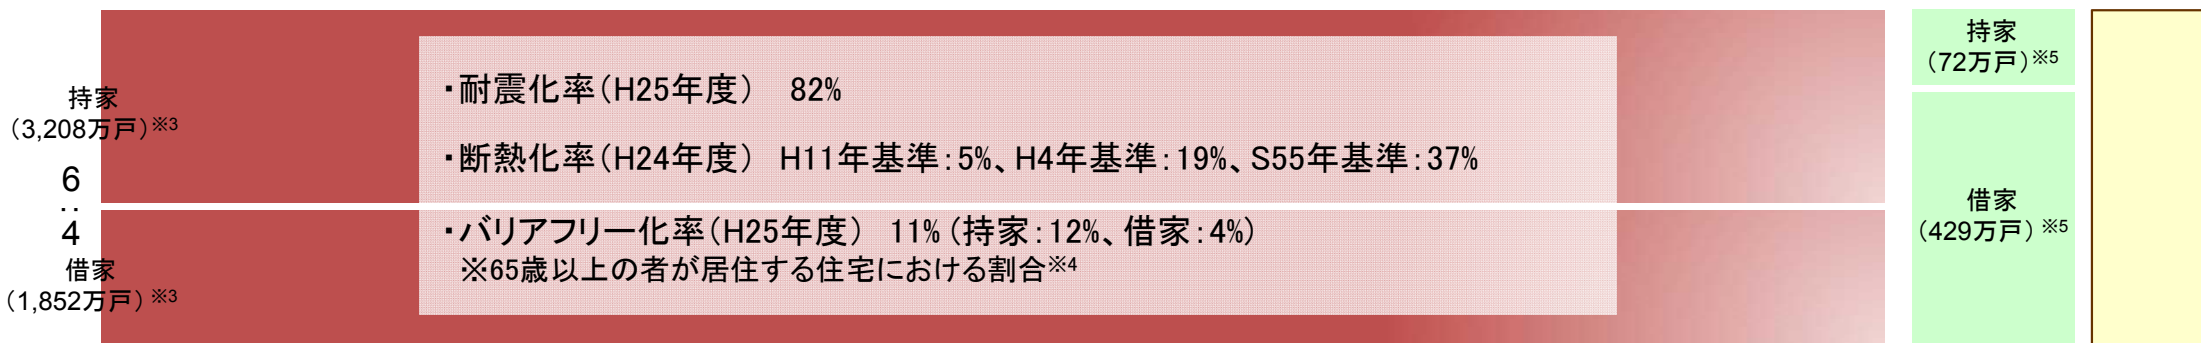 持家
（3,208万戸）※3
6
：
4
借家
（1,852万戸）※3
・耐震化率（H25年度）　82%
・断熱化率（H24年度）　H11年基準：5%、H4年基準：19%、S55年基準：37%
・バリアフリー化率（H25年度）　11%（持家：12%、借家：4%）
※65歳以上の者が居住する住宅における割合※4
持家
（72万戸）※5
借家
（429万戸）※5